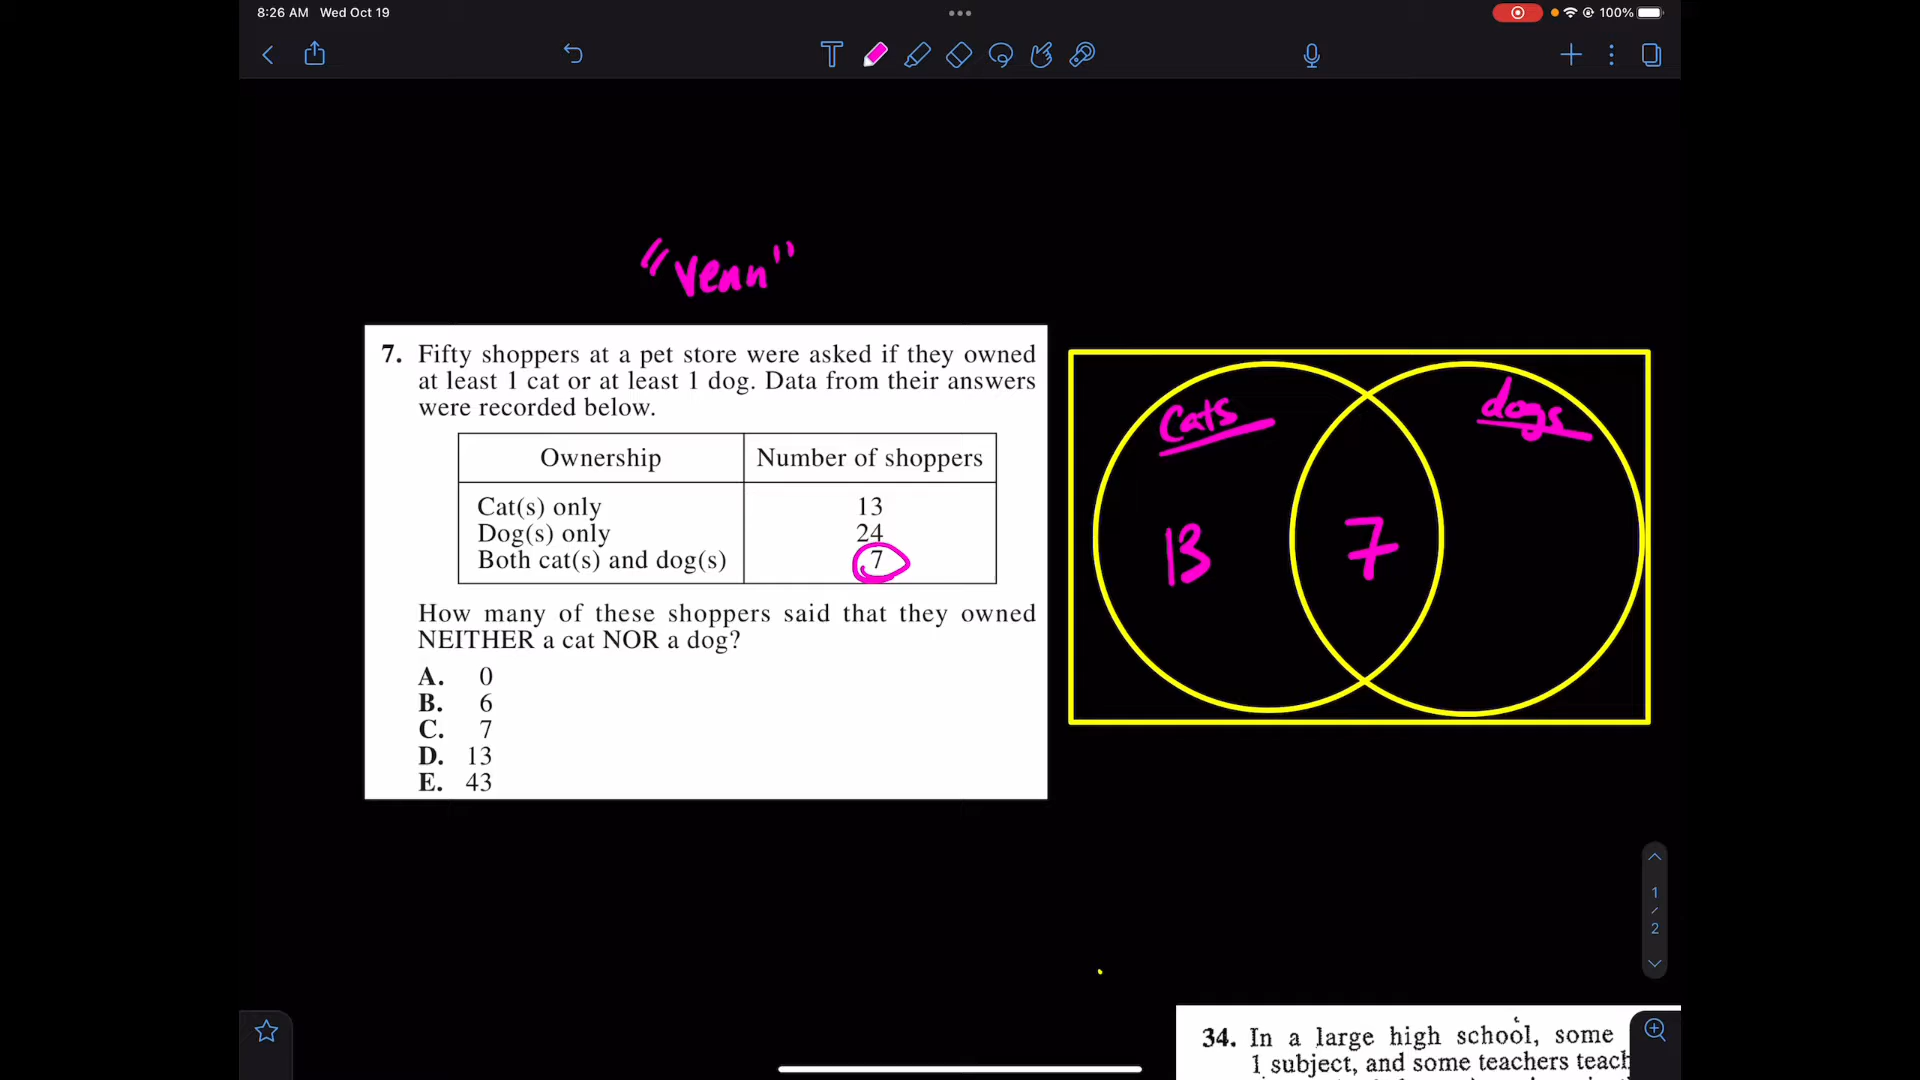 8:26 AM Wed Oct 19
100%
"Venn"
7. Fifty shoppers at a pet store were asked if they owned
at least 1 cat or at least 1 dog. Data from their answers
were recorded below.
Ownership Number of shoppers
Cat(s) only 13
Dog(s) only 24
Both cat(s) and dog(s) 7
How many of these shoppers said that they owned
NEITHER a cat NOR a dog?
A. 0
B. 6
C. 7
D. 13
E. 43
Cats
dogs
13
7
1
/
2
34. In a large high school, some
1 subject, and some teachers teach